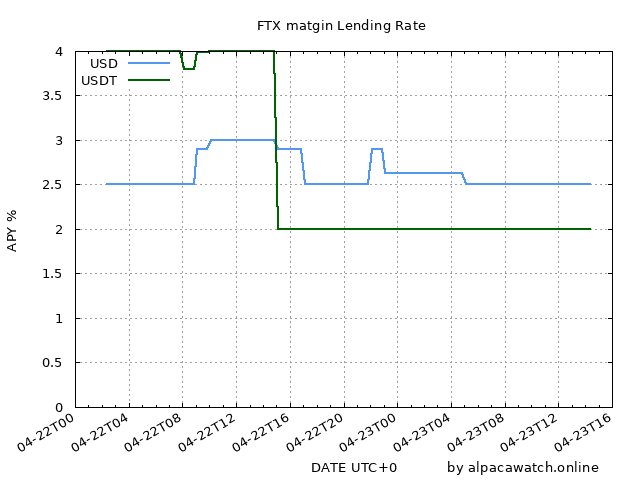 FTX matgin Lending Rate
4
3.5
3
2.5
2
1.5
1
0.5
0
USD
USDT
APY %
04-22T00
04-22T04
04-22T08
04-22T12
04-22T16
04-22T20
04-23T00
04-23T04
04-23T08
04-23T12
04-23T16
DATE UTC+0
by alpacawatch.online